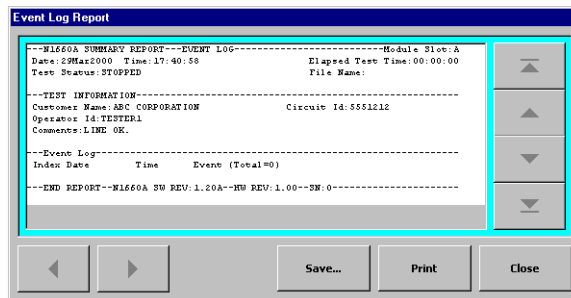 Event Log Report
---N1660A SUMMARY REPORT---EVENT LOG-------------------------Module Slot:A
Date:29Mar2000 Time:17:40:58 Elapsed Test Time:00:00:00
Test Status:STOPPED File Name:
---TEST INFORMATION---------------------------------------------------------
Customer Name:ABC CORPORATION Circuit Id:5551212
Operator Id:TESTER1
Comments:LINE OK.
---Event Log----------------------------------------------------------------
Index Date Time Event (Total=0)
---END REPORT--N1660A SW REV:1.20A--HW REV:1.00--SN:0----------------------
Save...
Print
Close